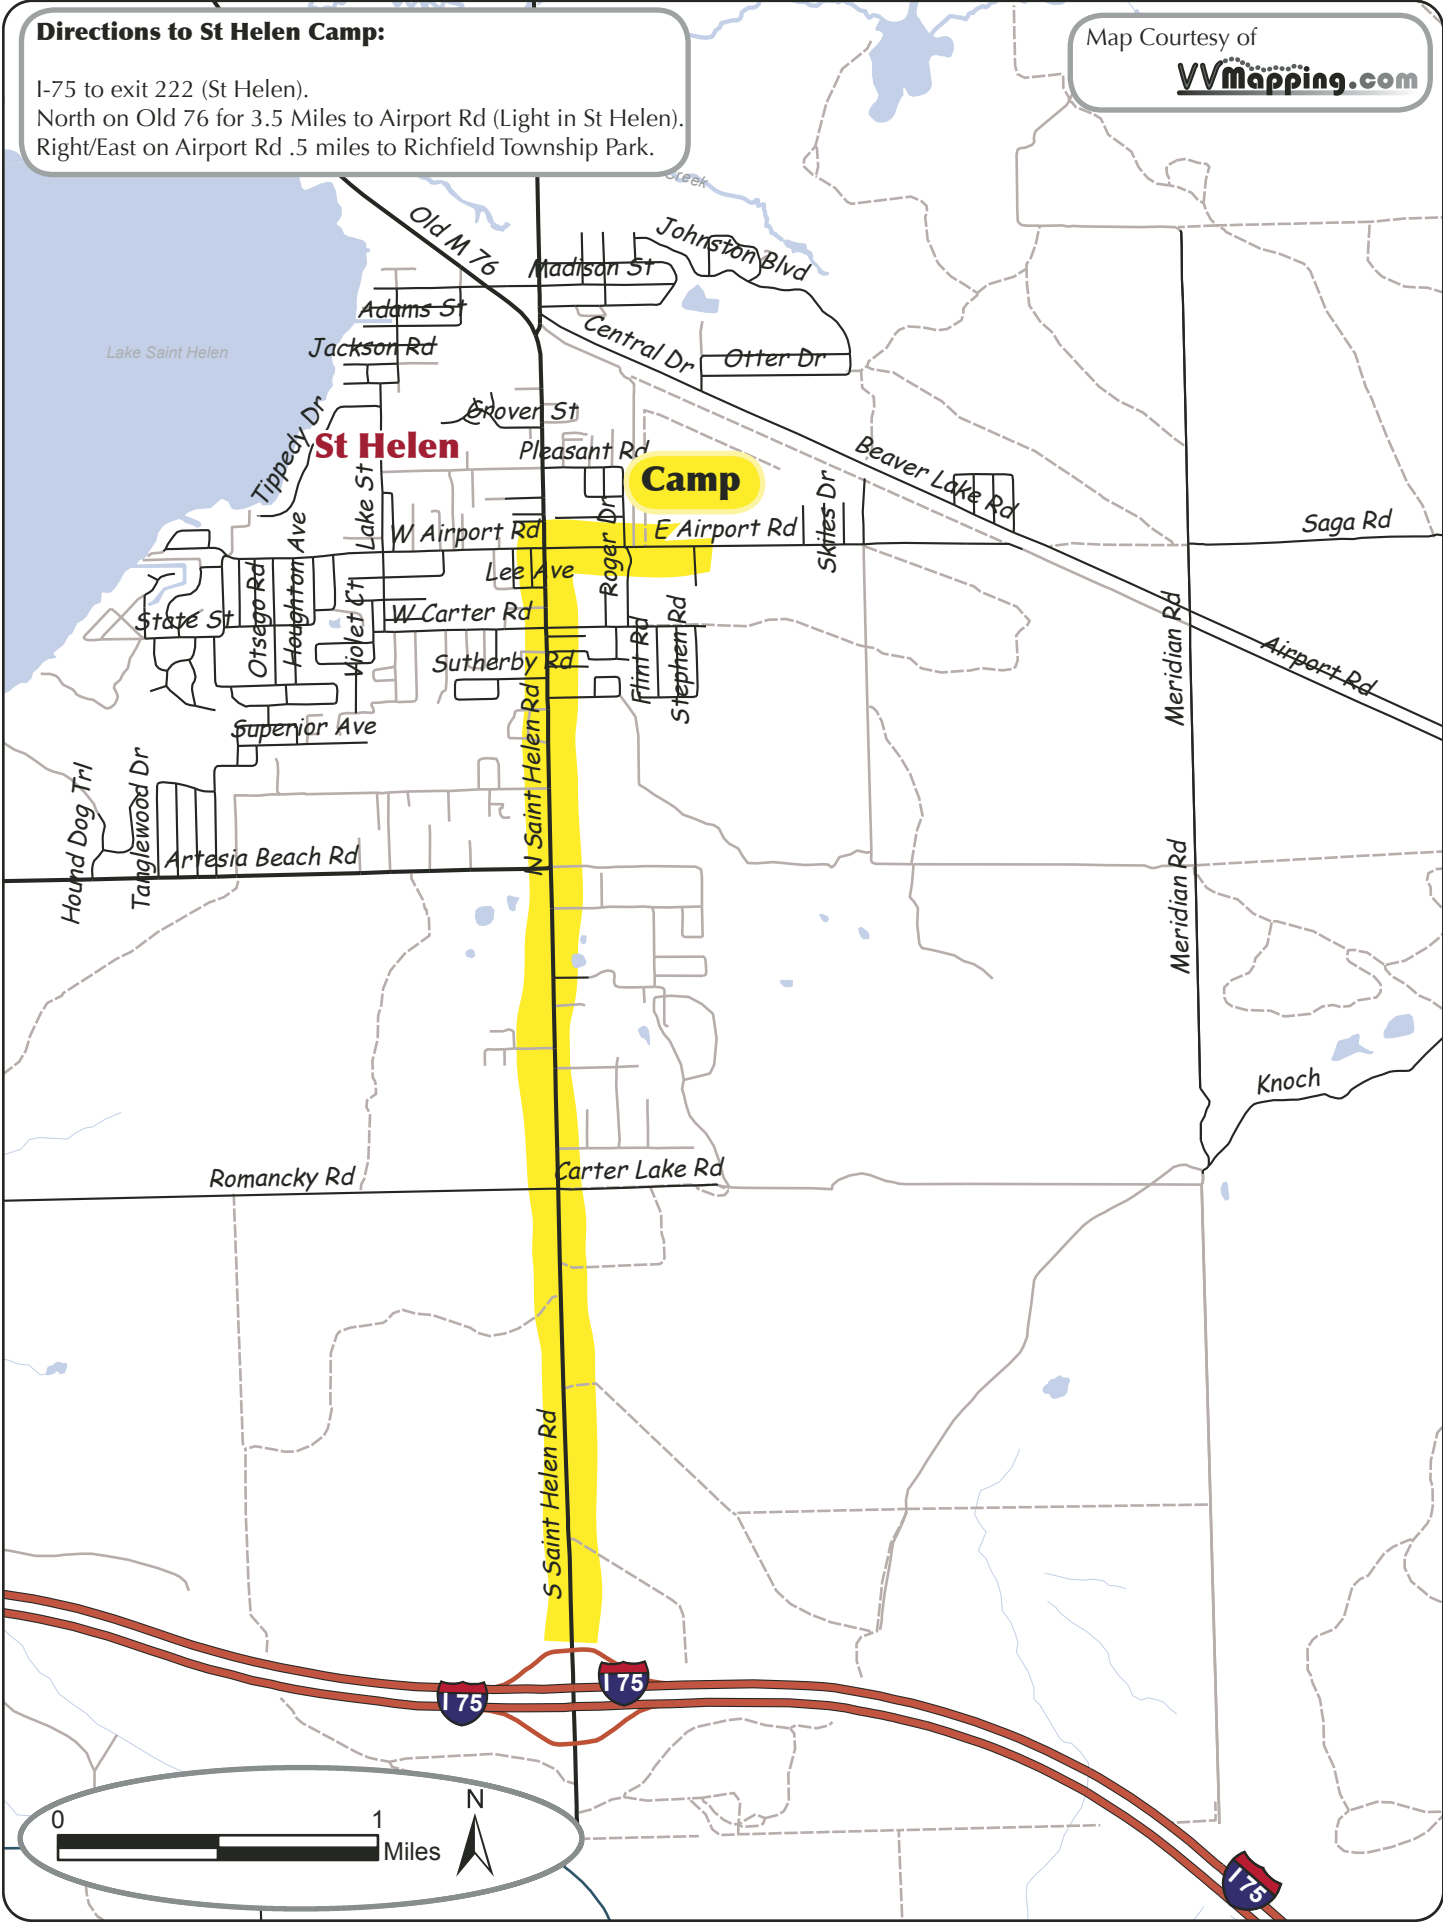 Directions to St Helen Camp:
I-75 to exit 222 (St Helen).
North on Old 76 for 3.5 Miles to Airport Rd (Light in St Helen).
Right/East on Airport Rd .5 miles to Richfield Township Park.
Map Courtesy of
VVMapping.com
Creek
Old M 76
Johnston Blvd
Madison St
Adams St
Jackson Rd
Lake Saint Helen
Central Dr
Otter Dr
Grover St
Tippedy Dr
St Helen
Pleasant Rd
Camp
Beaver Lake Rd
Lake St
W Airport Rd
E Airport Rd
Skiles Dr
Saga Rd
Houghton Ave
Roger Dr
Lee Ave
Otsego Rd
Violet Ct
W Carter Rd
State St
Meridian Rd
Flint Rd
Stephen Rd
Sutherby Rd
Airport Rd
Superior Ave
N Saint Helen Rd
Hound Dog Trl
Tanglewood Dr
Artesia Beach Rd
Meridian Rd
Knoch
Romancky Rd
Carter Lake Rd
S Saint Helen Rd
I 75
I 75
I 75
N
0 1
Miles